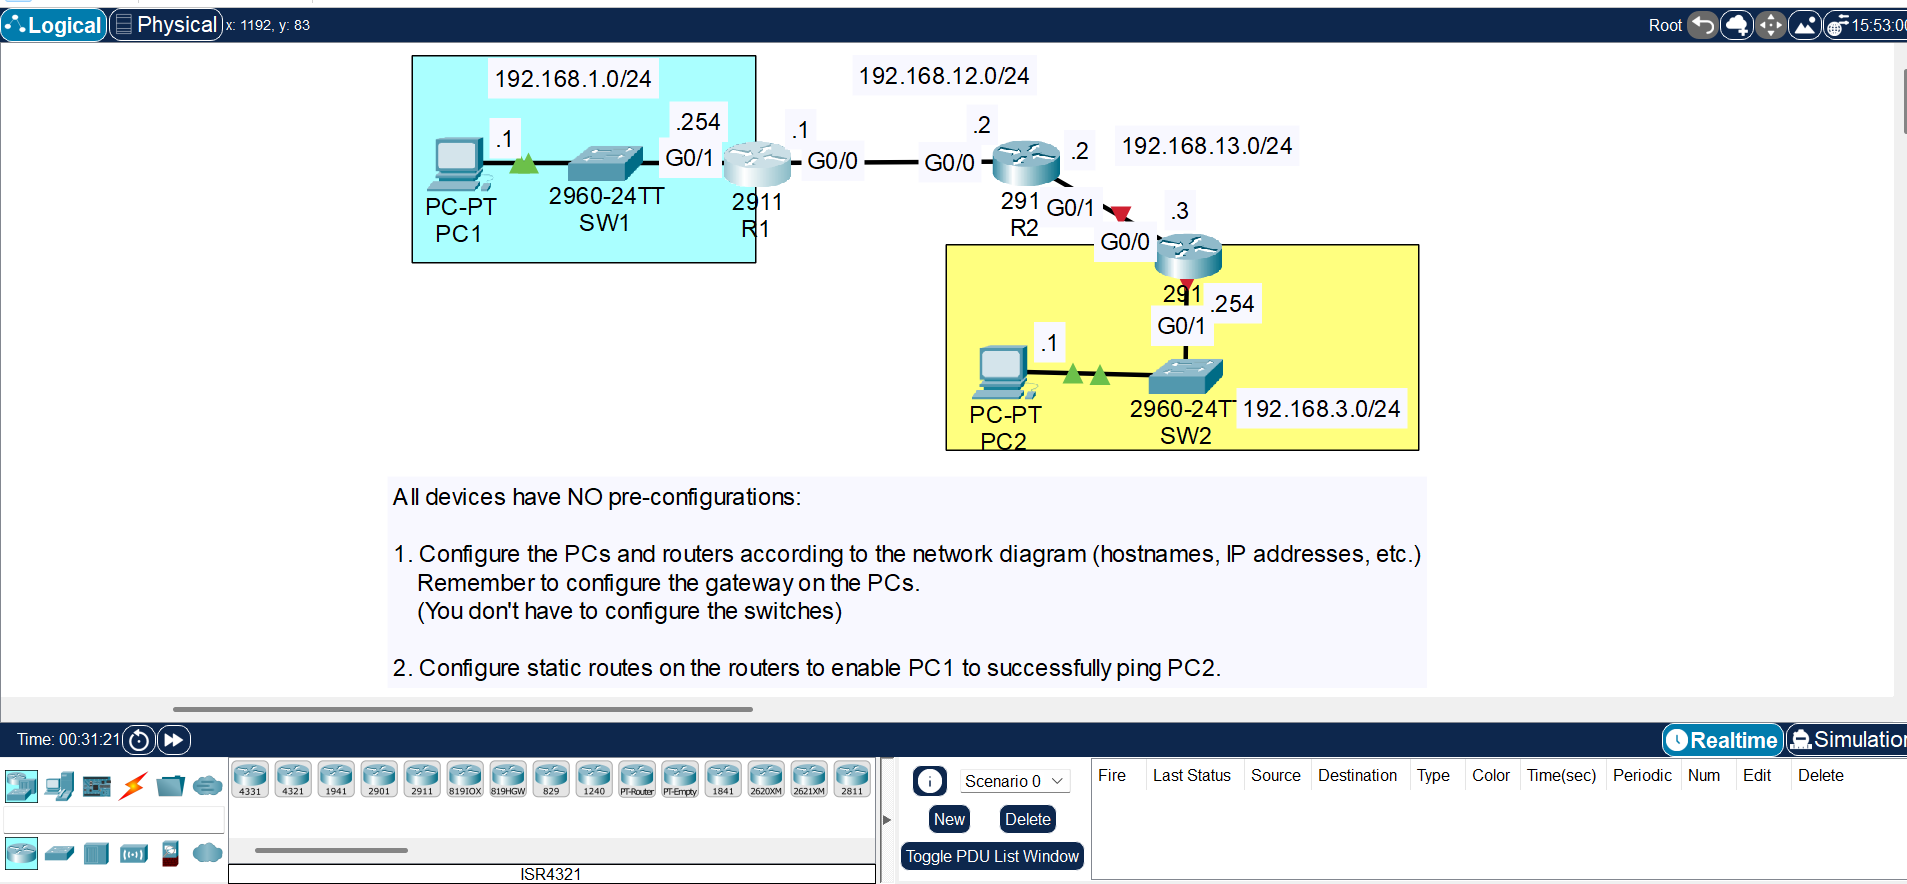 Logical
Physical
x: 1192, y: 83
Root
15:53:0
192.168.1.0/24
192.168.12.0/24
.254
.1
.2
.1
.2
192.168.13.0/24
G0/1
G0/0
G0/0
PC-PT
PC1
2960-24TT
SW1
2911
R1
291
R2
G0/1
.3
G0/0
291
.254
G0/1
.1
PC-PT
PC2
2960-24T
SW2
192.168.3.0/24
All devices have NO pre-configurations:
1. Configure the PCs and routers according to the network diagram (hostnames, IP addresses, etc.)
Remember to configure the gateway on the PCs.
(You don't have to configure the switches)
2. Configure static routes on the routers to enable PC1 to successfully ping PC2.
Time: 00:31:21
Realtime
Simulation
4331
4321
1941
2901
2911
819IOX
819HGW
829
1240
PT-Router
PT-Empty
1841
2620XM
2621XM
2811
ISR4321
Scenario 0
New
Delete
Toggle PDU List Window
Fire Last Status Source Destination Type Color Time(sec) Periodic Num Edit Delete